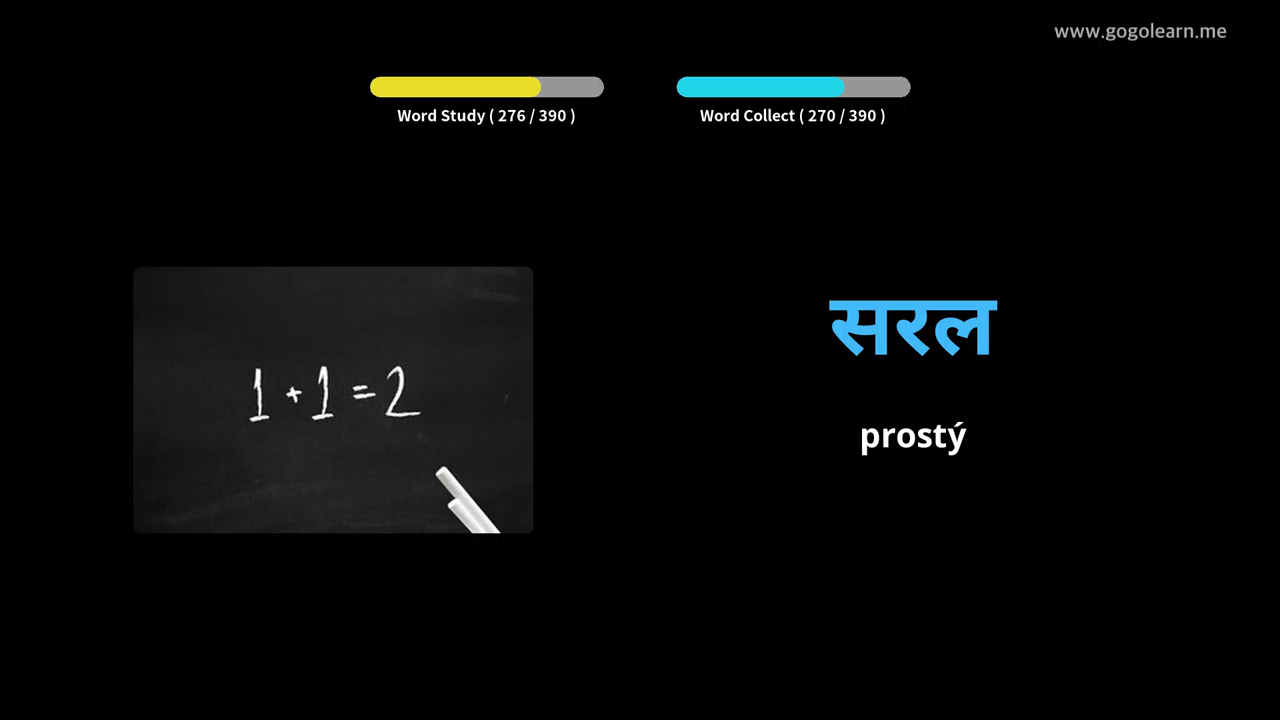 www.gogolearn.me
Word Study ( 276 / 390 )
Word Collect ( 270 / 390 )
1 + 1 = 2
सरल
prostý